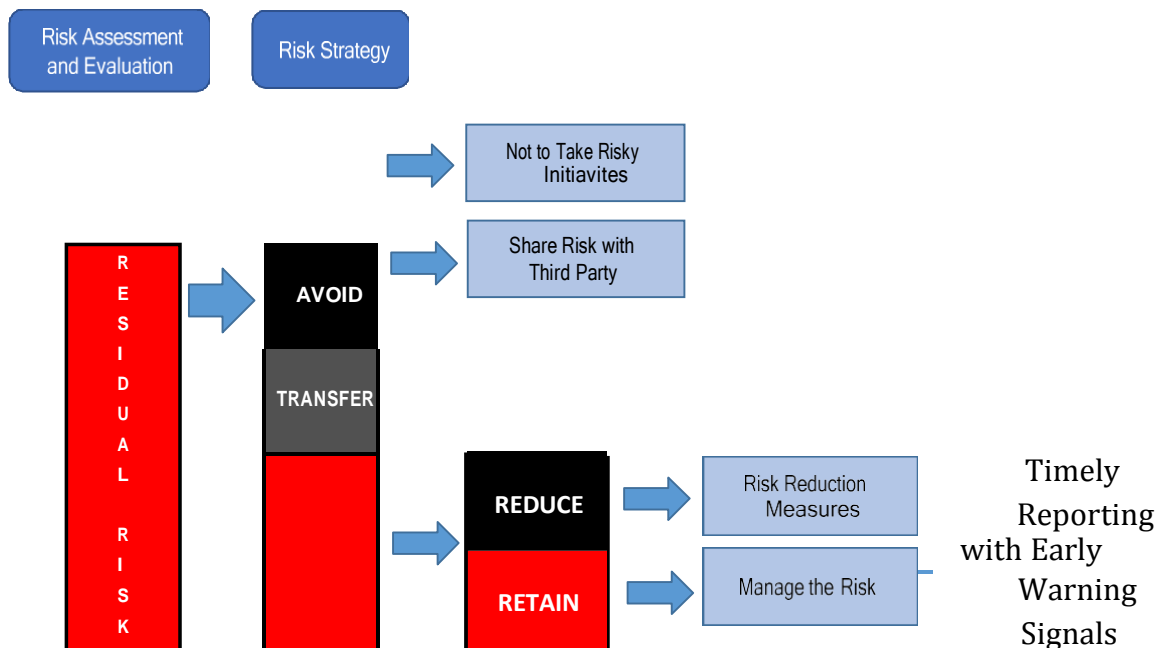 Risk Assessment
and Evaluation
Risk Strategy
Not to Take Risky
Initiavites
Share Risk with
Third Party
R
E
S
I
D
U
A
L
R
I
S
K
AVOID
TRANSFER
REDUCE
RETAIN
Risk Reduction
Measures
Manage the Risk
Timely
Reporting
with Early
Warning
Signals